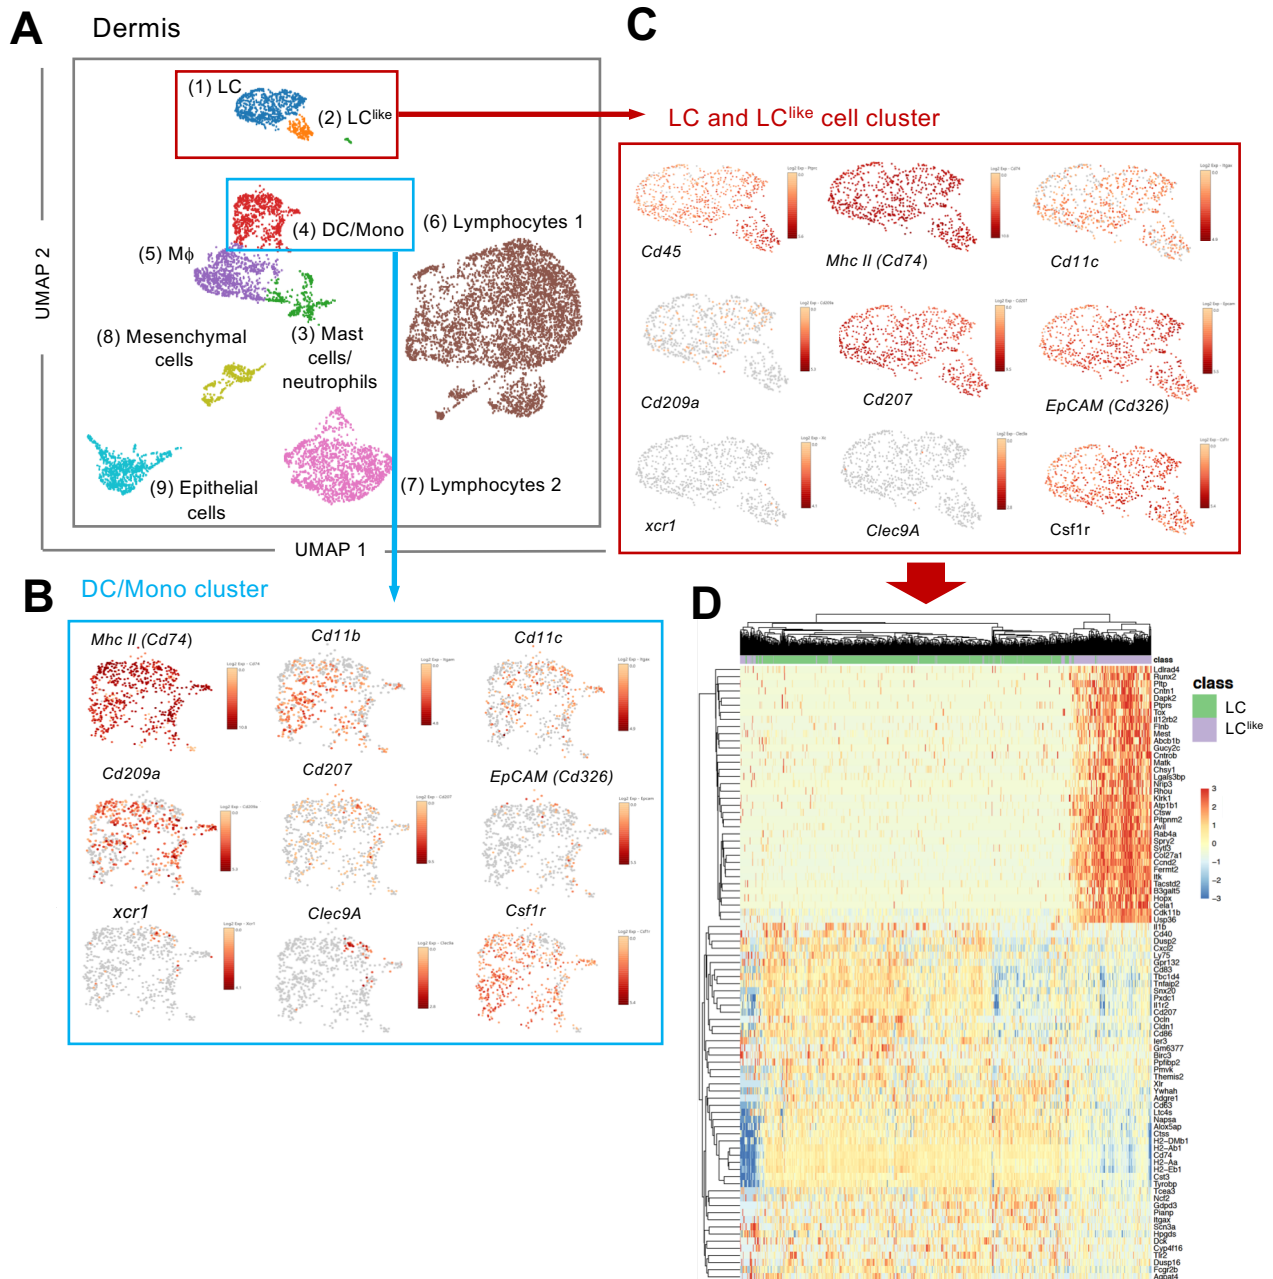 A
Dermis
(1) LC
(2) LClike
(4) DC/Mono
(5) Mϕ
(6) Lymphocytes 1
(8) Mesenchymal
cells
(3) Mast
cells/
neutrophils
(9) Epithelial
cells
(7) Lymphocytes 2
UMAP 2
UMAP 1
C
LC and LClike cell cluster
Cd45
Mhc II (Cd74)
Cd11c
Cd209a
Cd207
EpCAM (Cd326)
xcr1
Clec9A
Csf1r
B
DC/Mono cluster
Mhc II (Cd74)
Cd11b
Cd11c
Cd209a
Cd207
EpCAM (Cd326)
xcr1
Clec9A
Csf1r
D
class
Ldlrad4
Runx2
Pltp
Cntn1
Dapk2
Ptprs
Tox
Il12rb2
Flnb
Mest
Abcb1b
Gucy2c
Cntrob
Matk
Chsy1
Lgals3bp
Nrip3
Rhou
Klrk1
Atp1b1
Ctsw
Pitpnm2
Avil
Rab4a
Spry2
Sytl3
Col27a1
Ccnd2
Fermt2
Itk
Tacstd2
B3galt5
Hopx
Cela1
Cdk11b
Usp36
Il1b
Cd40
Dusp2
Cxcl2
Ly75
Gpr132
Cd83
Tbc1d4
Tnfaip2
Snx20
Pxdc1
Il1r2
Cd207
Ocln
Cldn1
Cd86
Ier3
Gm6377
Birc3
Ppfibp2
Pmvk
Themis2
Xlr
Ywhah
Adgre1
Cd63
Ltc4s
Napsa
Alox5ap
Ctss
H2-DMb1
H2-Ab1
Cd74
H2-Aa
H2-Eb1
Cst3
Tyrobp
Tcea3
Ncf2
Gdpd3
Pianp
Itgax
Scn3a
Hpgds
Dck
Cyp4f16
Tlr2
Dusp16
Fcgr2b
Agpat4
class
LC
LClike
3
2
1
0
−1
−2
−3